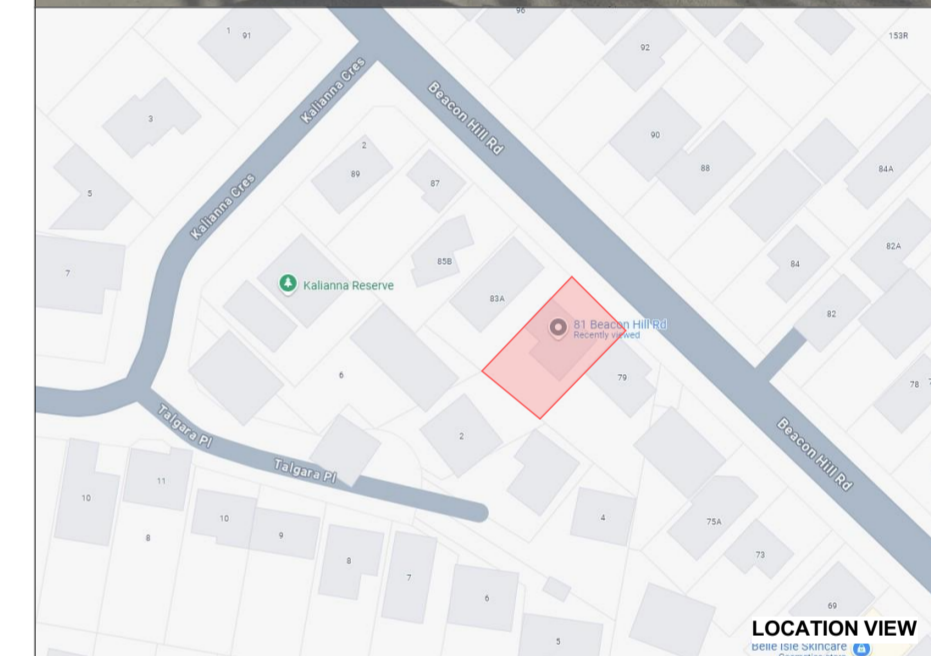 96
1 91
153R
92
Kalianna Cres
Beacon Hill Rd
3
90
2
89
88
84A
87
5
Kalianna Cres
82A
85B
84
7
Kalianna Reserve
83A
82
81 Beacon Hill Rd
Recently viewed
6
79
78
Talgara Pl
2
Beacon Hill Rd
Talgara Pl
11
10
10
4
75A
9
8
73
8
7
6
69
LOCATION VIEW
5
Belle Isle Skincare